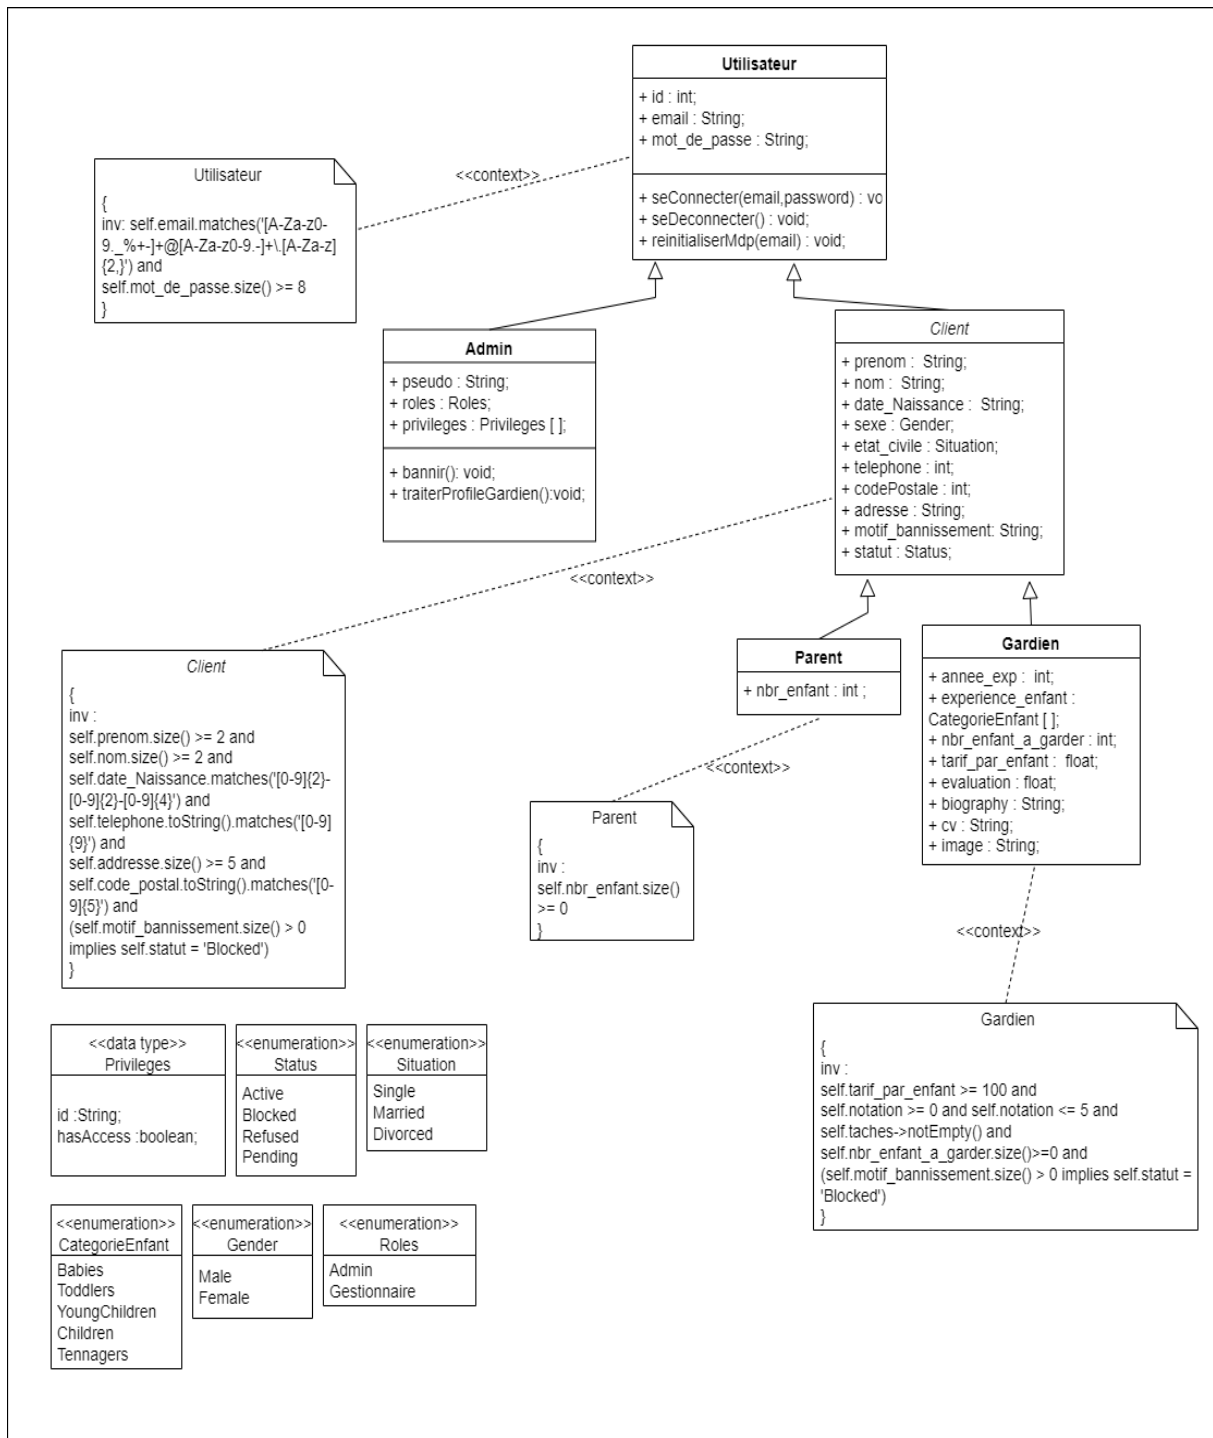 Utilisateur
+ id : int;
+ email : String;
+ mot_de_passe : String;
+ seConnecter(email,password) : vo
+ seDeconnecter() : void;
+ reinitialiserMdp(email) : void;
<<context>>
Utilisateur
{
inv: self.email.matches('[A-Za-z0-
9._%+-]+@[A-Za-z0-9.-]+\.[A-Za-z]
{2,}') and
self.mot_de_passe.size() >= 8
}
Admin
+ pseudo : String;
+ roles : Roles;
+ privileges : Privileges [ ];
+ bannir(): void;
+ traiterProfileGardien():void;
Client
+ prenom :  String;
+ nom :  String;
+ date_Naissance :  String;
+ sexe : Gender;
+ etat_civile : Situation;
+ telephone : int;
+ codePostale : int;
+ adresse : String;
+ motif_bannissement: String;
+ statut : Status;
<<context>>
Client
{
inv :
self.prenom.size() >= 2 and
self.nom.size() >= 2 and
self.date_Naissance.matches('[0-9]{2}-
[0-9]{2}-[0-9]{4}') and
self.telephone.toString().matches('[0-9]
{9}') and
self.addresse.size() >= 5 and
self.code_postal.toString().matches('[0-
9]{5}') and
(self.motif_bannissement.size() > 0
implies self.statut = 'Blocked')
}
Parent
+ nbr_enfant : int ;
<<context>>
Parent
{
inv :
self.nbr_enfant.size()
>= 0
}
Gardien
+ annee_exp :  int;
+ experience_enfant :
CategorieEnfant [ ];
+ nbr_enfant_a_garder : int;
+ tarif_par_enfant :  float;
+ evaluation : float;
+ biography : String;
+ cv : String;
+ image : String;
<<context>>
Gardien
{
inv :
self.tarif_par_enfant >= 100 and
self.notation >= 0 and self.notation <= 5 and
self.taches->notEmpty() and
self.nbr_enfant_a_garder.size()>=0 and
(self.motif_bannissement.size() > 0 implies self.statut =
'Blocked')
}
<<data type>>
Privileges
id :String;
hasAccess :boolean;
<<enumeration>>
Status
Active
Blocked
Refused
Pending
<<enumeration>>
Situation
Single
Married
Divorced
<<enumeration>>
CategorieEnfant
Babies
Toddlers
YoungChildren
Children
Tennagers
<<enumeration>>
Gender
Male
Female
<<enumeration>>
Roles
Admin
Gestionnaire